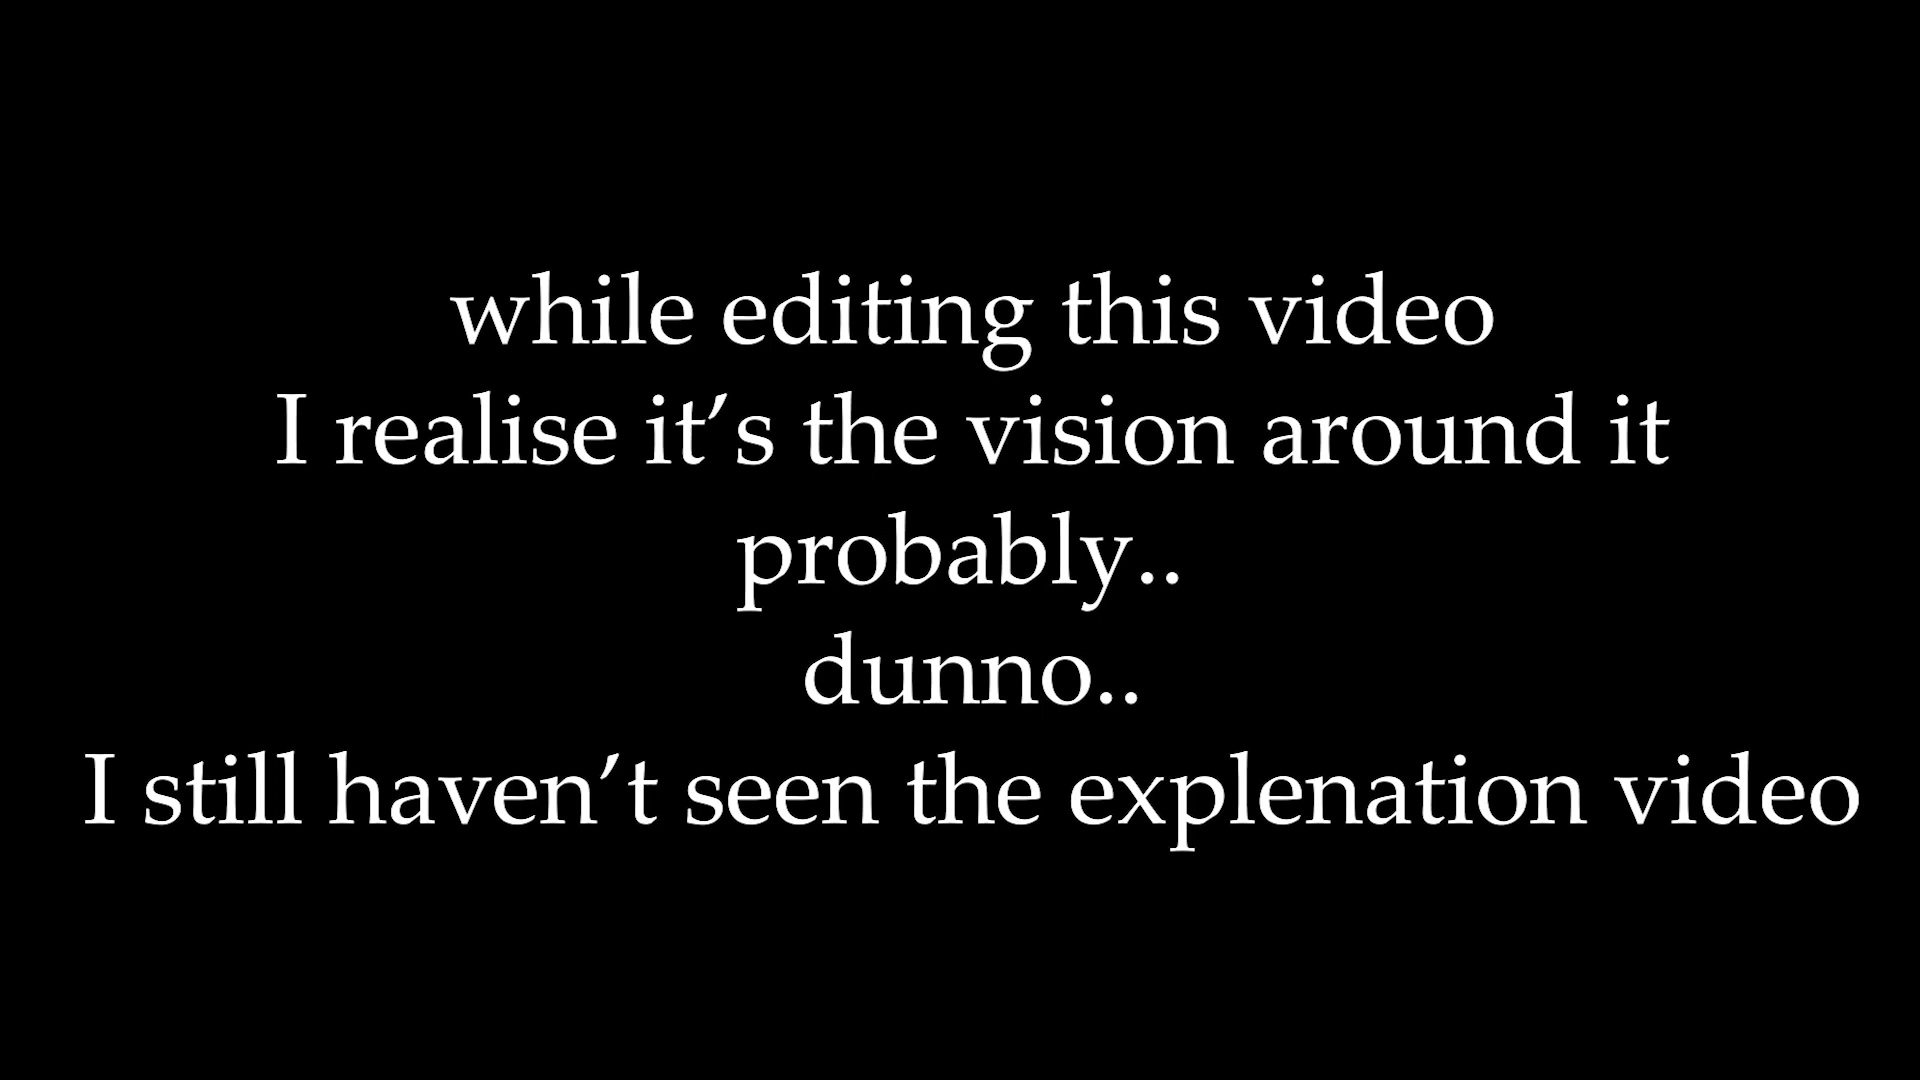 while editing this video
I realise it’s the vision around it
probably..
dunno..
I still haven’t seen the explenation video